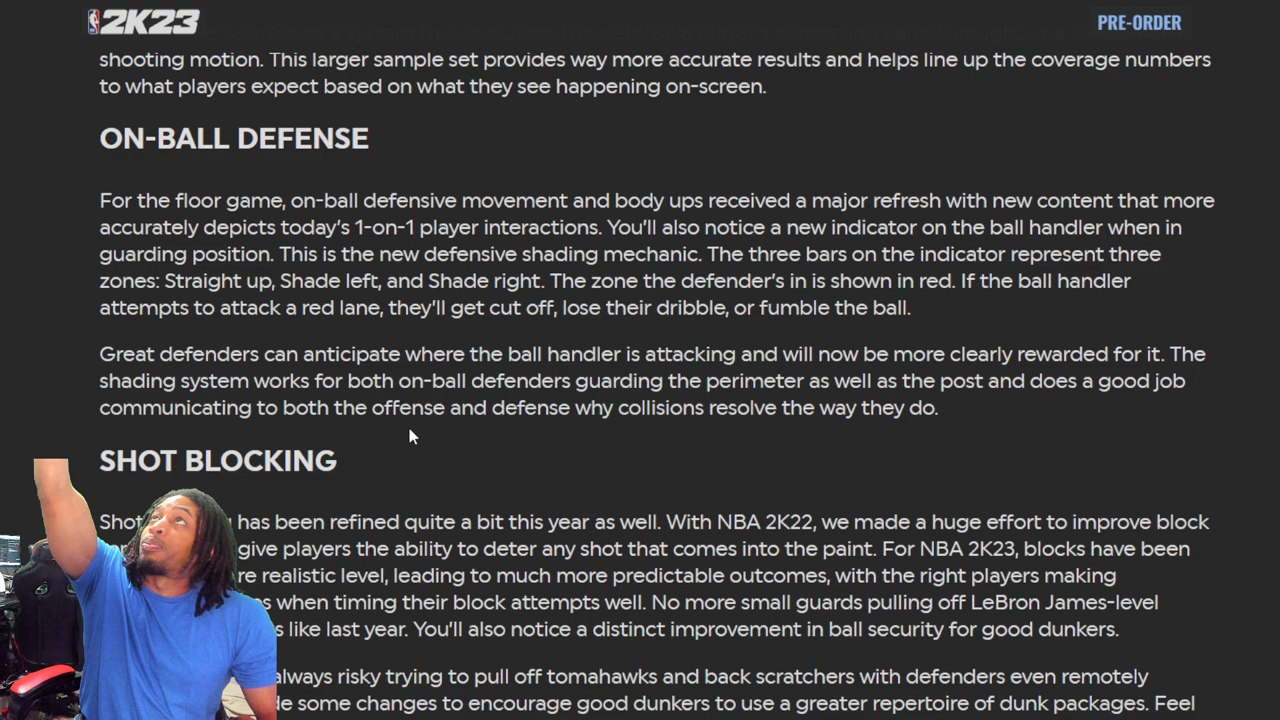 2K23
PRE-ORDER
shooting motion. This larger sample set provides way more accurate results and helps line up the coverage numbers
to what players expect based on what they see happening on-screen.
ON-BALL DEFENSE
For the floor game, on-ball defensive movement and body ups received a major refresh with new content that more
accurately depicts today's 1-on-1 player interactions. You'll also notice a new indicator on the ball handler when in
guarding position. This is the new defensive shading mechanic. The three bars on the indicator represent three
zones: Straight up, Shade left, and Shade right. The zone the defender's in is shown in red. If the ball handler
attempts to attack a red lane, they'll get cut off, lose their dribble, or fumble the ball.
Great defenders can anticipate where the ball handler is attacking and will now be more clearly rewarded for it. The
shading system works for both on-ball defenders guarding the perimeter as well as the post and does a good job
communicating to both the offense and defense why collisions resolve the way they do.
SHOT BLOCKING
Shot has been refined quite a bit this year as well. With NBA 2K22, we made a huge effort to improve block
give players the ability to deter any shot that comes into the paint. For NBA 2K23, blocks have been
realistic level, leading to much more predictable outcomes, with the right players making
when timing their block attempts well. No more small guards pulling off LeBron James-level
like last year. You'll also notice a distinct improvement in ball security for good dunkers.
always risky trying to pull off tomahawks and back scratchers with defenders even remotely
some changes to encourage good dunkers to use a greater repertoire of dunk packages. Feel